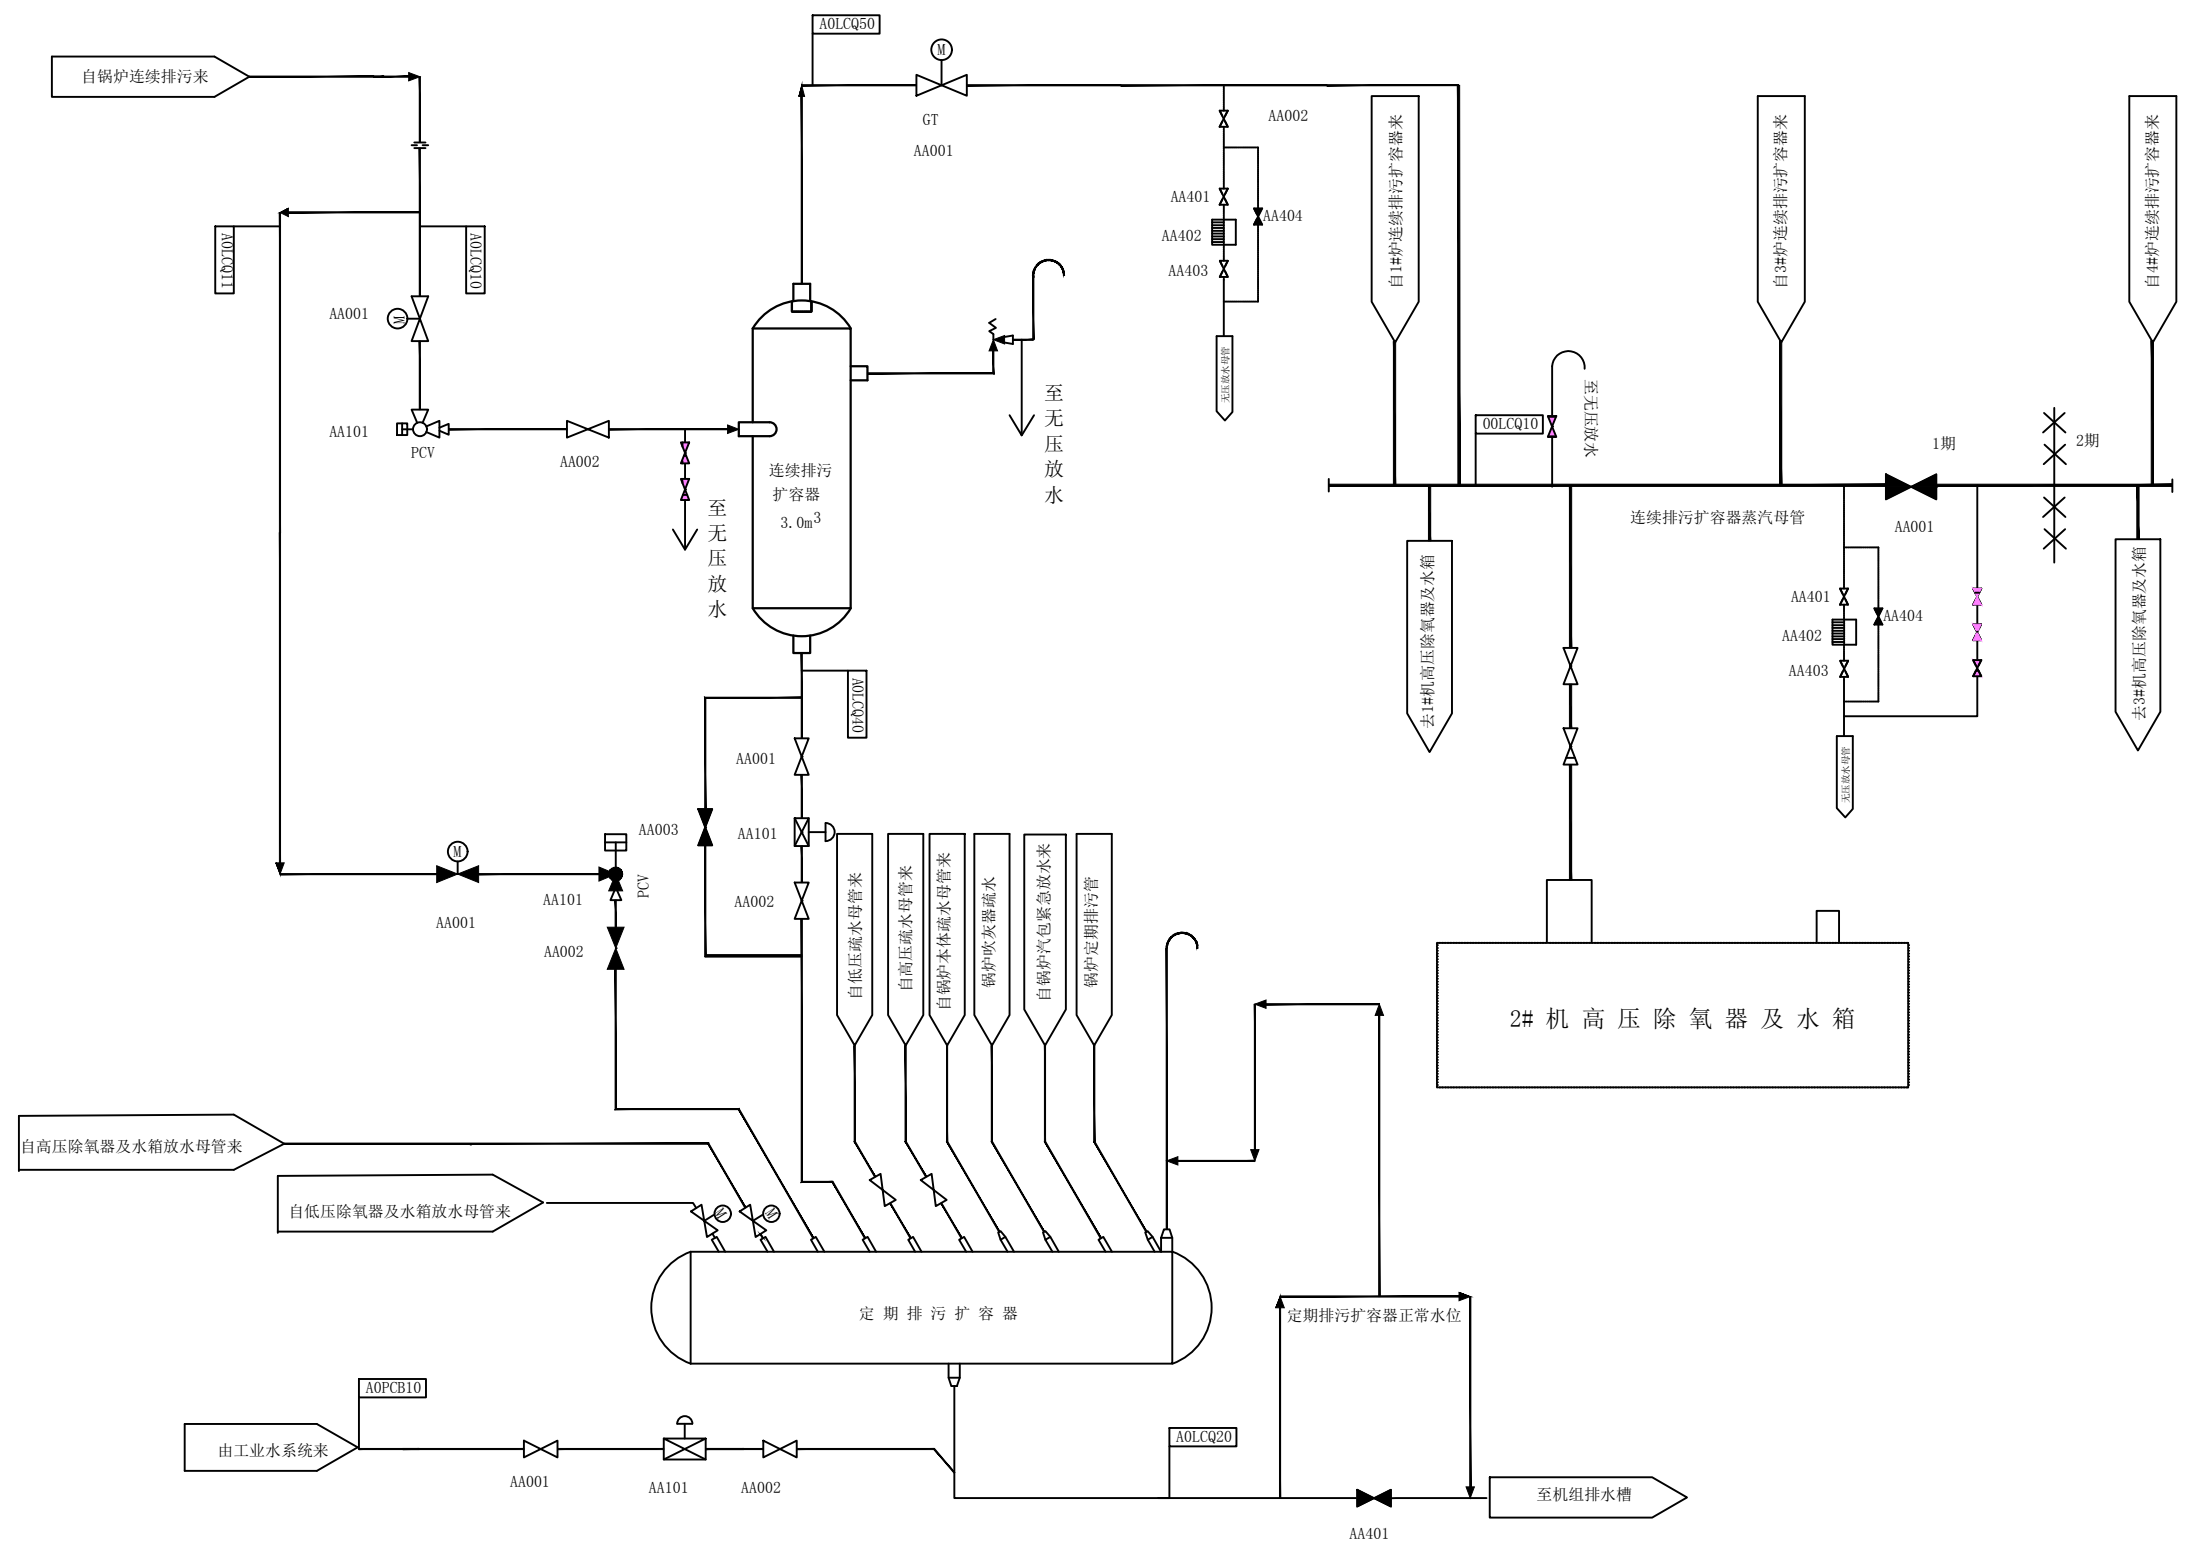 A0LCQ50
M
自锅炉连续排污来
GT
AA001
AA002
自1#炉连续排污扩容器来
自3#炉连续排污扩容器来
自4#炉连续排污扩容器来
AA401
AA404
AA402
AA403
无压放水母管
A0LCQ11
A0LCQ10
AA001
M
AA101
PCV
AA002
连续排污
扩容器
3.0m3
至无压放水
至无压放水
00LCQ10
至无压放水
1期
2期
连续排污扩容器蒸汽母管
AA001
去1#机高压除氧器及水箱
去3#机高压除氧器及水箱
AA401
AA404
AA402
AA403
无压放水母管
A0LCQ40
AA001
AA003
AA101
AA002
M
AA001
AA101
PCV
AA002
自低压疏水母管来
自高压疏水母管来
自锅炉本体疏水母管来
锅炉吹灰器疏水
自锅炉汽包紧急放水来
锅炉定期排污管
2#机高压除氧器及水箱
自高压除氧器及水箱放水母管来
自低压除氧器及水箱放水母管来
M
M
定期排污扩容器
定期排污扩容器正常水位
A0PCB10
由工业水系统来
AA001
AA101
AA002
A0LCQ20
AA401
至机组排水槽